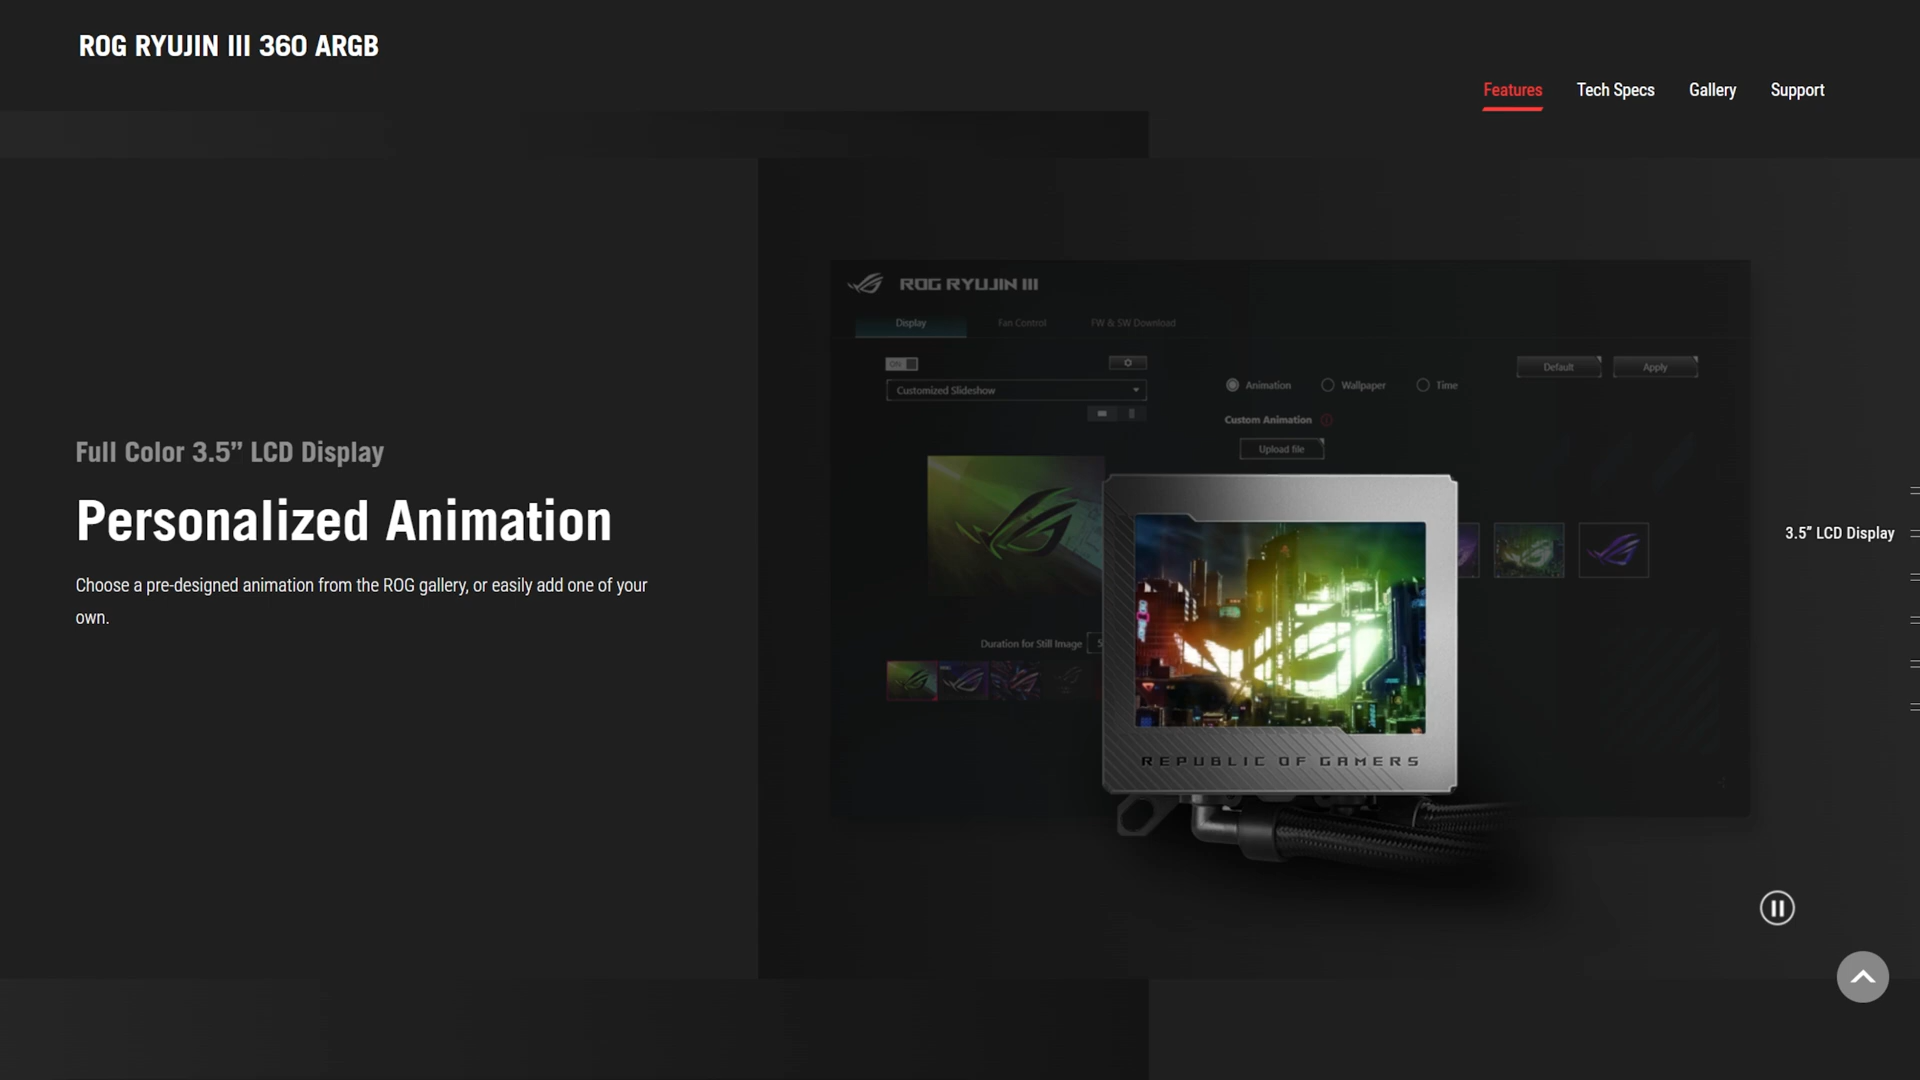 ROG RYUJIN III 360 ARGB
Features
Tech Specs
Gallery
Support
ROG RYUJIN III
Display
Fan Control
FW & SW Download
ON
Customized Slideshow
Default
Apply
Animation
Wallpaper
Time
Custom Animation
Upload file
Full Color 3.5” LCD Display
Personalized Animation
Choose a pre-designed animation from the ROG gallery, or easily add one of your
own.
3.5” LCD Display
Duration for Still Image
5
REPUBLIC OF GAMERS